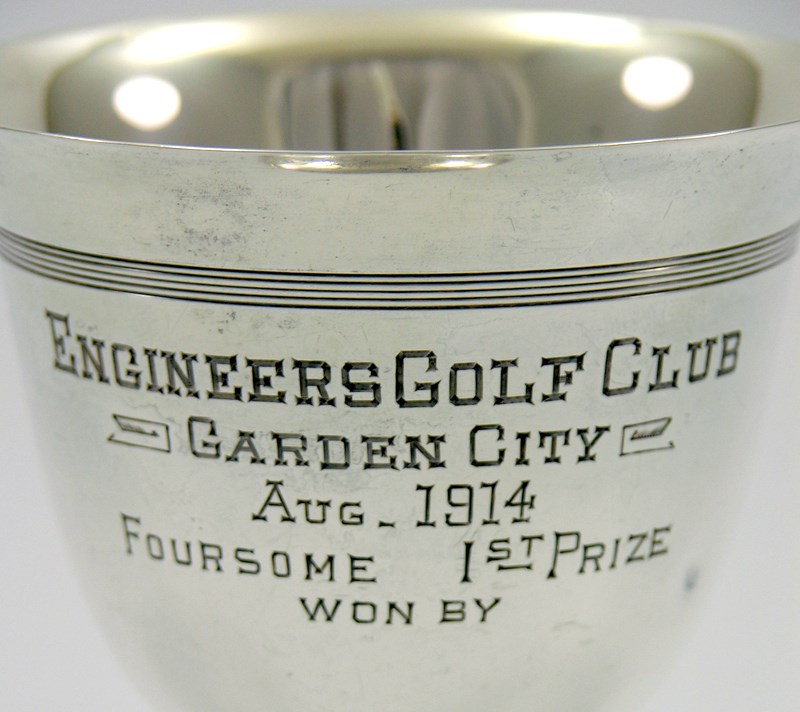 ENGINEERS GOLF CLUB
GARDEN CITY
AUG. 1914
FOURSOME 1ST PRIZE
WON BY